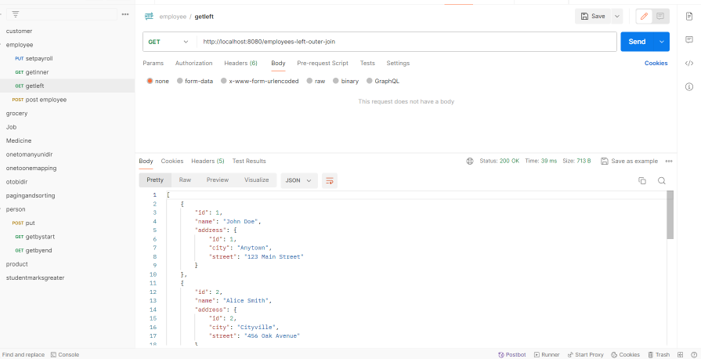 employee / getleft
Save
customer
employee
PUT setpayroll
GET getinner
GET getleft
POST post employee
grocery
Job
Medicine
onetomanyunidir
onetoonemapping
otobidir
pagingandsorting
person
POST put
GET getbystart
GET getbyend
product
studentmarksgreater
GET http://localhost:8080/employees-left-outer-join Send
Params Authorization Headers (6) Body Pre-request Script Tests Settings Cookies
none form-data x-www-form-urlencoded raw binary GraphQL
This request does not have a body
Body Cookies Headers (5) Test Results Status: 200 OK Time: 39 ms Size: 713 B Save as example
Pretty Raw Preview Visualize JSON
1 [
2 {
3 "id": 1,
4 "name": "John Doe",
5 "address": {
6 "id": 1,
7 "city": "Anytown",
8 "street": "123 Main Street"
9 }
10 },
11 {
12 "id": 2,
13 "name": "Alice Smith",
14 "address": {
15 "id": 2,
16 "city": "Cityville",
17 "street": "456 Oak Avenue"
18 }
Find and replace Console Postbot Runner Start Proxy Cookies Trash